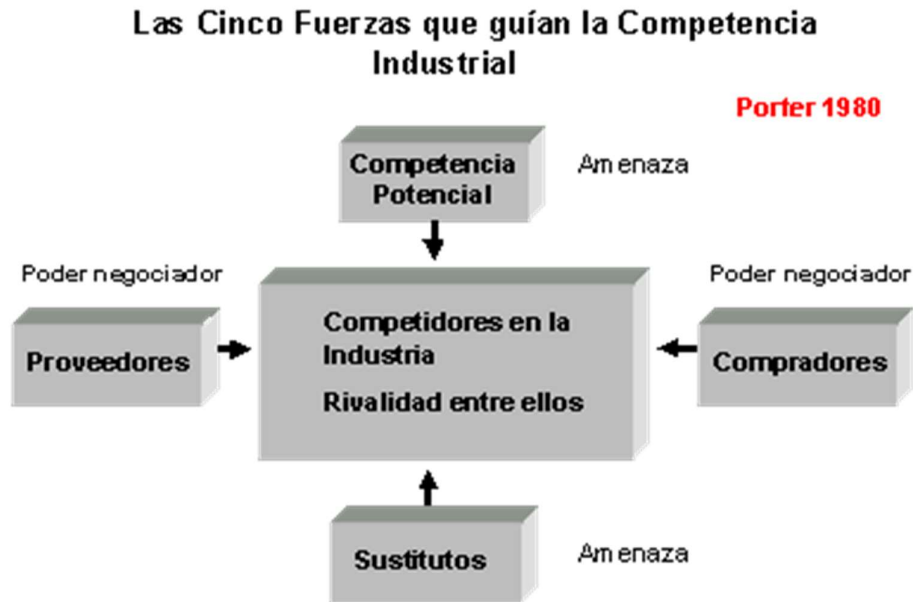 Las Cinco Fuerzas que guían la Competencia
Industrial
Porter 1980
Competencia
Potencial
Amenaza
Poder negociador
Poder negociador
Proveedores
Competidores en la
Industria
Rivalidad entre ellos
Compradores
Sustitutos
Amenaza